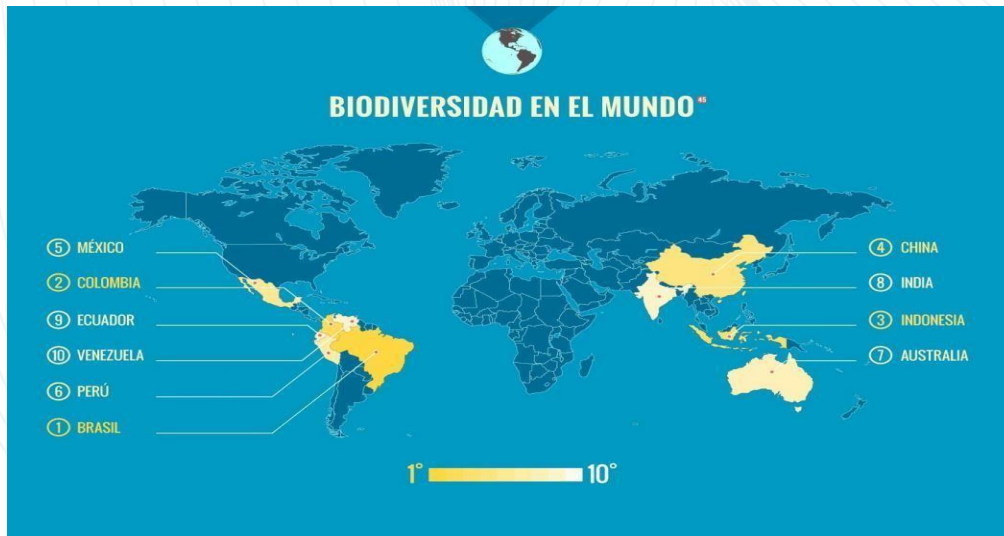 BIODIVERSIDAD EN EL MUNDO 45
5 MÉXICO
2 COLOMBIA
9 ECUADOR
10 VENEZUELA
6 PERÚ
1 BRASIL
4 CHINA
8 INDIA
3 INDONESIA
7 AUSTRALIA
1° 10°